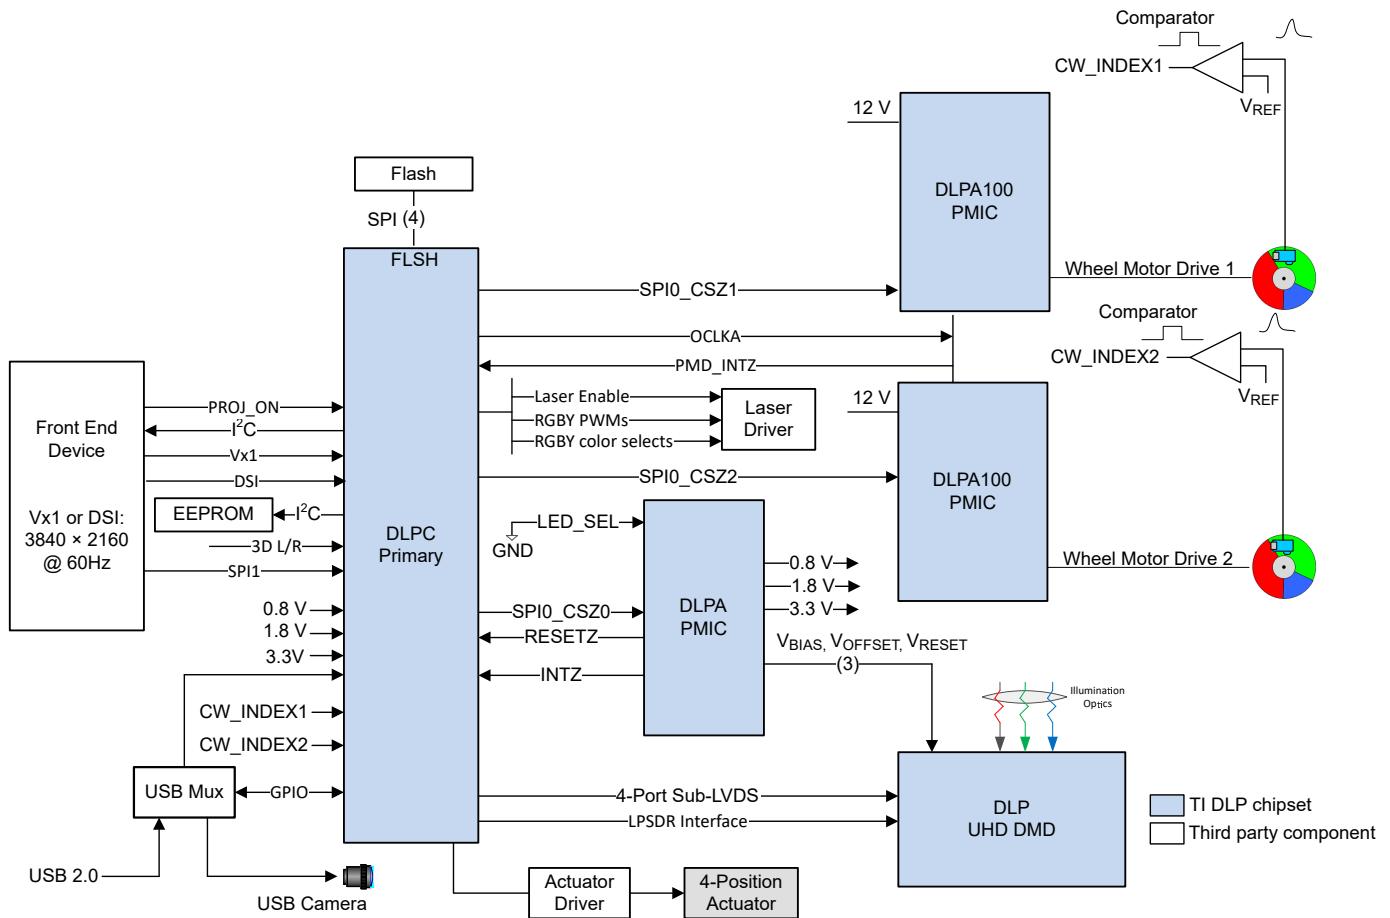 Comparator
CW_INDEX1
VREF
12 V
DLPA100
PMIC
Flash
SPI (4)
FLSH
Wheel Motor Drive 1
SPI0_CSZ1
Comparator
OCLKA
CW_INDEX2
PMD_INTZ
VREF
12 V
Laser Enable
RGBY PWMs
RGBY color selects
Laser
Driver
PROJ_ON
I2C
Vx1
DSI
Front End
Device
Vx1 or DSI:
3840 × 2160
@ 60Hz
SPI0_CSZ2
DLPA100
PMIC
EEPROM
I2C
LED_SEL
GND
DLPC
Primary
3D L/R
SPI1
Wheel Motor Drive 2
0.8 V
1.8 V
3.3 V
0.8 V
1.8 V
3.3V
SPI0_CSZ0
RESETZ
INTZ
DLPA
PMIC
VBIAS, VOFFSET, VRESET
(3)
Illumination
Optics
CW_INDEX1
CW_INDEX2
USB Mux
GPIO
4-Port Sub-LVDS
LPSDR Interface
DLP
UHD DMD
TI DLP chipset
Third party component
USB 2.0
USB Camera
Actuator
Driver
4-Position
Actuator